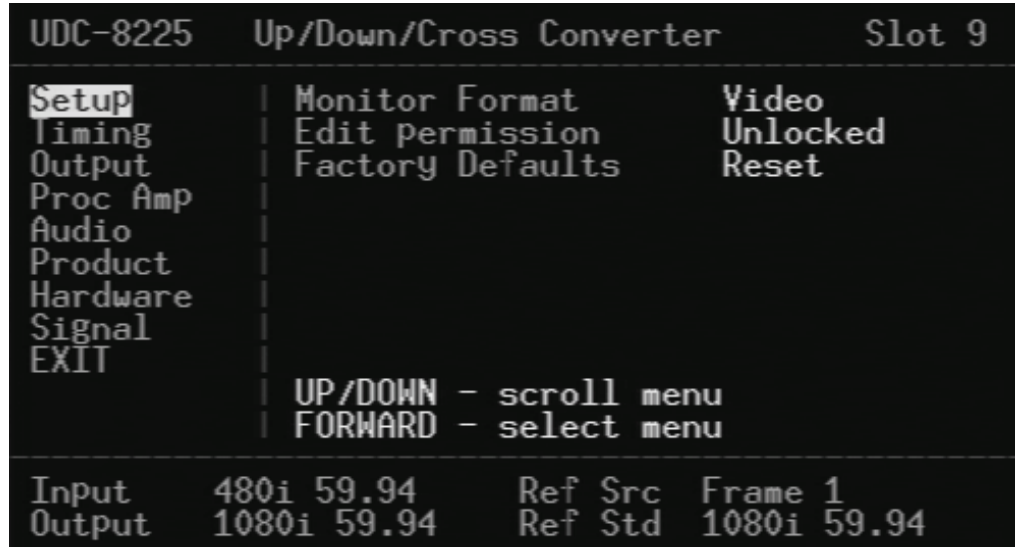 UDC-8225 Up/Down/Cross Converter Slot 9
Setup | Monitor Format Video
Timing | Edit permission Unlocked
Output | Factory Defaults Reset
Proc Amp |
Audio |
Product |
Hardware |
Signal |
EXIT |
| UP/DOWN - scroll menu
| FORWARD - select menu
Input 480i 59.94 Ref Src Frame 1
Output 1080i 59.94 Ref Std 1080i 59.94